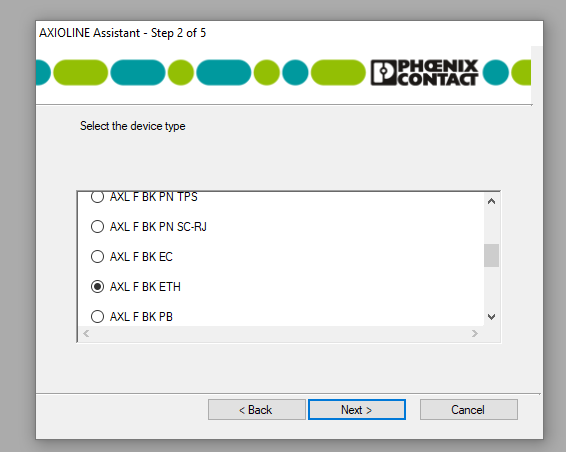 AXIOLINE Assistant - Step 2 of 5
PHŒNIX
CONTACT
Select the device type
AXL F BK PN TPS
AXL F BK PN SC-RJ
AXL F BK EC
AXL F BK ETH
AXL F BK PB
< Back
Next >
Cancel